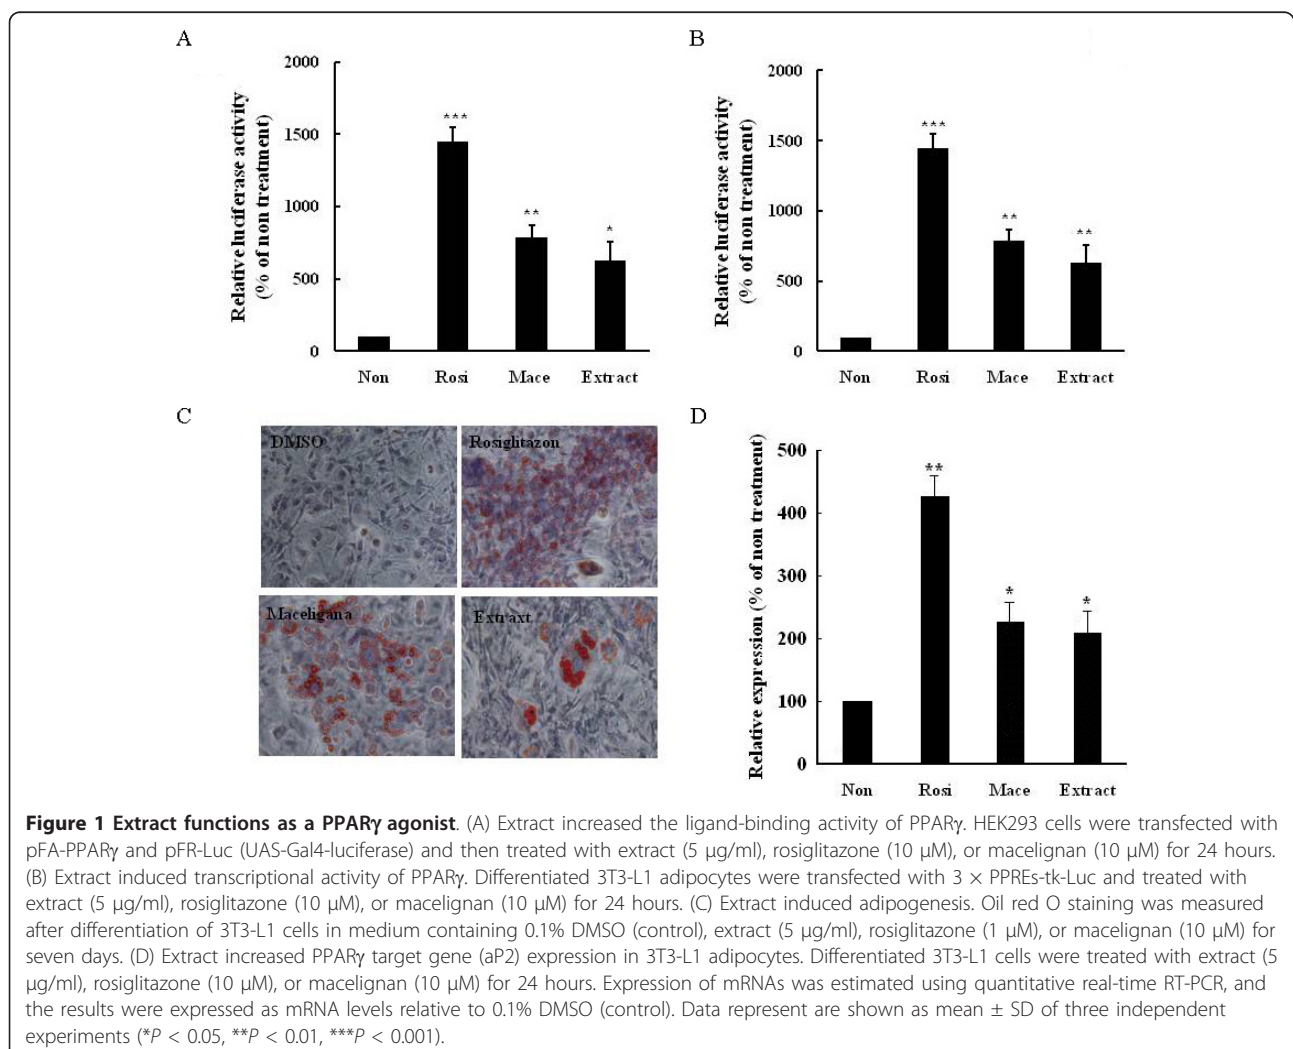 A
B
2000
1500
1000
500
0
Relative luciferase activity
(% of non treatment)
***
**
*
Non Rosi Mace Extract
2000
1500
1000
500
0
Relative luciferase activity
(% of non treatment)
***
**
**
Non Rosi Mace Extract
C
DMSO
Rosiglitazon
Maceligana
Extraxt
D
500
400
300
200
100
0
Relative expression (% of non treatment)
**
*
*
Non Rosi Mace Extract
Figure 1 Extract functions as a PPARγ agonist. (A) Extract increased the ligand-binding activity of PPARγ. HEK293 cells were transfected with
pFA-PPARγ and pFR-Luc (UAS-Gal4-luciferase) and then treated with extract (5 μg/ml), rosiglitazone (10 μM), or macelignan (10 μM) for 24 hours.
(B) Extract induced transcriptional activity of PPARγ. Differentiated 3T3-L1 adipocytes were transfected with 3 × PPREs-tk-Luc and treated with
extract (5 μg/ml), rosiglitazone (10 μM), or macelignan (10 μM) for 24 hours. (C) Extract induced adipogenesis. Oil red O staining was measured
after differentiation of 3T3-L1 cells in medium containing 0.1% DMSO (control), extract (5 μg/ml), rosiglitazone (1 μM), or macelignan (10 μM) for
seven days. (D) Extract increased PPARγ target gene (aP2) expression in 3T3-L1 adipocytes. Differentiated 3T3-L1 cells were treated with extract (5
μg/ml), rosiglitazone (10 μM), or macelignan (10 μM) for 24 hours. Expression of mRNAs was estimated using quantitative real-time RT-PCR, and
the results were expressed as mRNA levels relative to 0.1% DMSO (control). Data represent are shown as mean ± SD of three independent
experiments (*P < 0.05, **P < 0.01, ***P < 0.001).